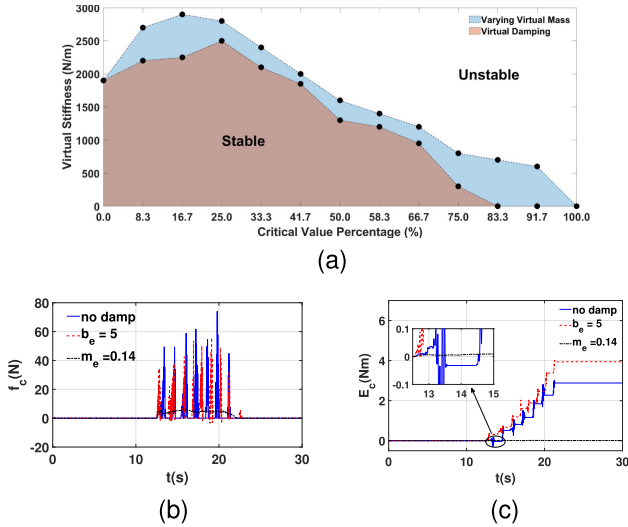 Varying Virtual Mass
Virtual Damping
Virtual Stiffness (N/m)
3000
2500
2000
1500
1000
500
0
Unstable
Stable
0.0 8.3 16.7 25.0 33.3 41.7 50.0 58.3 66.7 75.0 83.3 91.7 100.0
Critical Value Percentage (%)
(a)
no damp
b_e = 5
m_e =0.14
f_c(N)
80
60
40
20
0
-20
0 10 20 30
t(s)
(b)
no damp
b_e = 5
m_e =0.14
E_c(Nm)
6
4
2
0
0.1
0
-0.1
13 14 15
0 10 20 30
t(s)
(c)